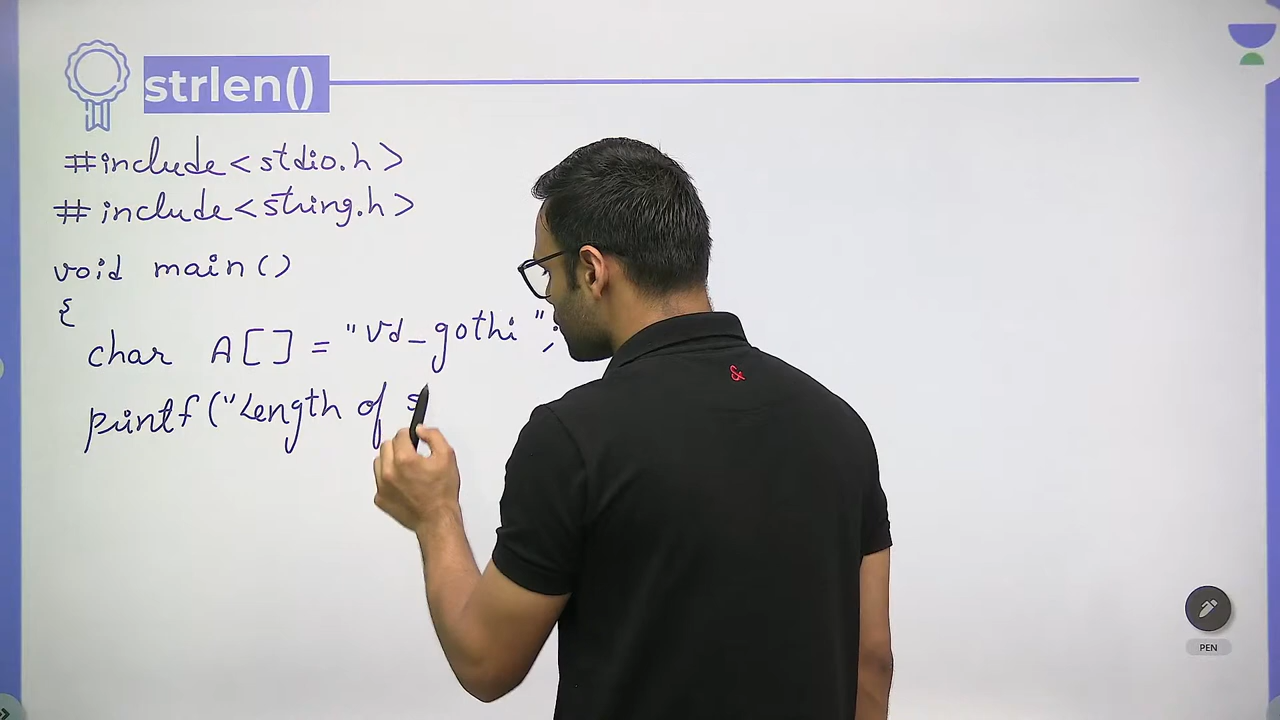 strlen()
#include<stdio.h>
#include<string.h>
void main()
{
char A[] = "vd_gothi";
printf("Length of s
PEN